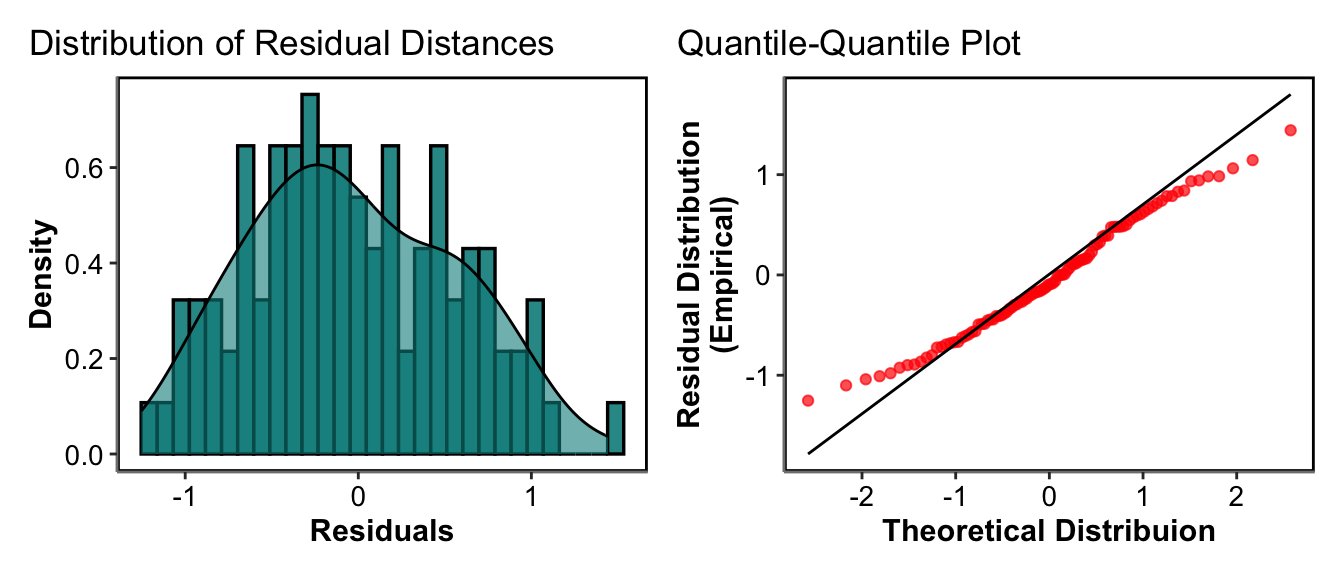 Distribution of Residual Distances
Density
0.6
0.4
0.2
0.0
-1
0
1
Residuals
Quantile-Quantile Plot
Residual Distribution
(Empirical)
1
0
-1
-2
-1
0
1
2
Theoretical Distribuion